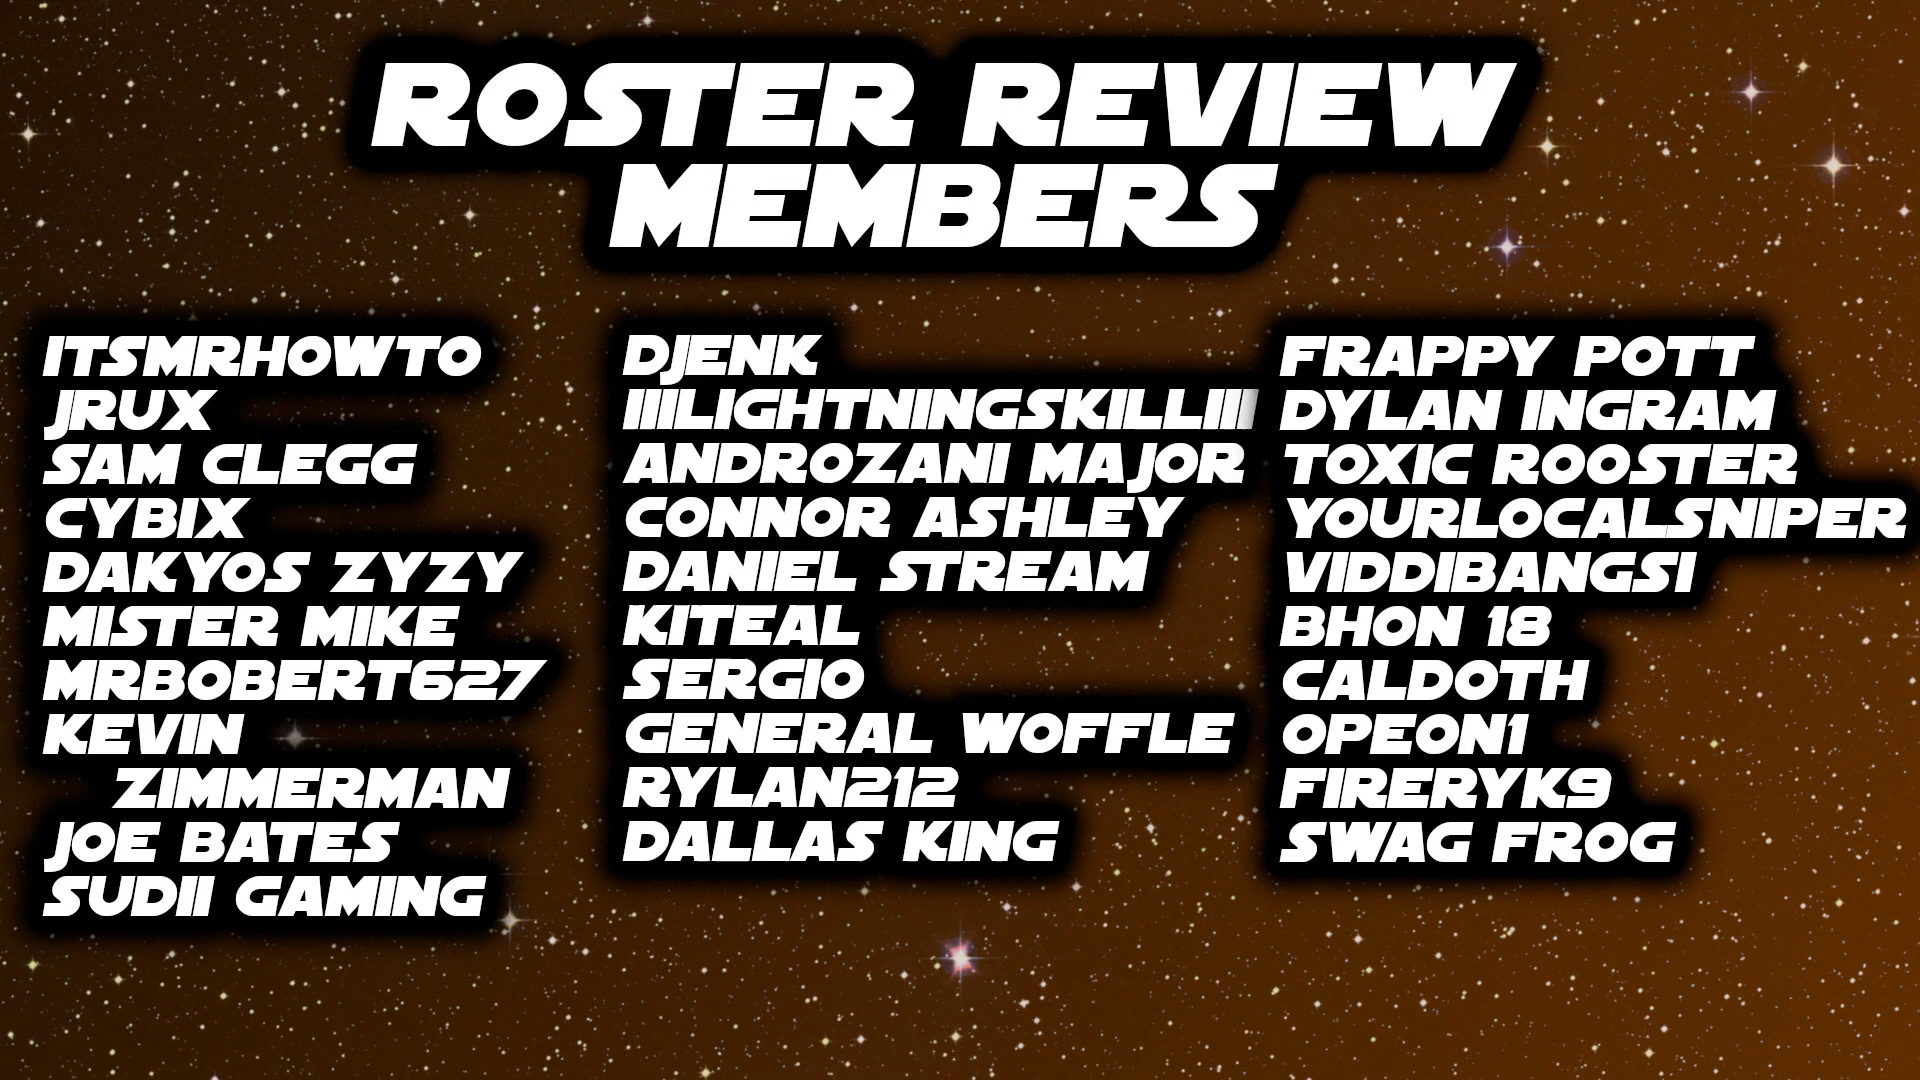 ROSTER REVIEW
MEMBERS
ITSMRHOWTO
JRUX
SAM CLEGG
CYBIX
DAKYOS ZYZY
MISTER MIKE
MRBOBERT627
KEVIN
ZIMMERMAN
JOE BATES
SUDII GAMING
DJENK
IIILIGHTNINGSKILLIII
ANDROZANI MAJOR
CONNOR ASHLEY
DANIEL STREAM
KITEAL
SERGIO
GENERAL WOFFLE
RYLAN212
DALLAS KING
FRAPPY POTT
DYLAN INGRAM
TOXIC ROOSTER
YOURLOCALSNIPER
VIDDIBANGSI
BHON 18
CALDOTH
OPEON1
FIRERYK9
SWAG FROG